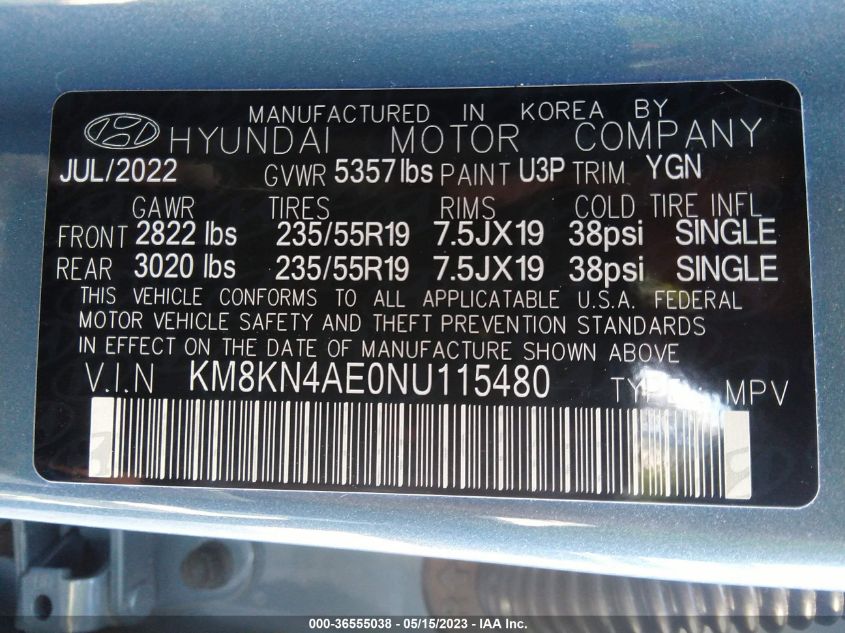 MANUFACTURED IN KOREA BY
HYUNDAI MOTOR COMPANY
JUL/2022 GVWR 5357lbs PAINT U3P TRIM YGN
GAWR TIRES RIMS COLD TIRE INFL
FRONT 2822 lbs 235/55R19 7.5JX19 38psi SINGLE
REAR 3020 lbs 235/55R19 7.5JX19 38psi SINGLE
THIS VEHICLE CONFORMS TO ALL APPLICATABLE U.S.A. FEDERAL
MOTOR VEHICLE SAFETY AND THEFT PREVENTION STANDARDS
IN EFFECT ON THE DATE OF MANUFACTURE SHOWN ABOVE
V.I.N KM8KN4AE0NU115480 TYPE: MPV
000-36555038 - 05/15/2023 - IAA Inc.